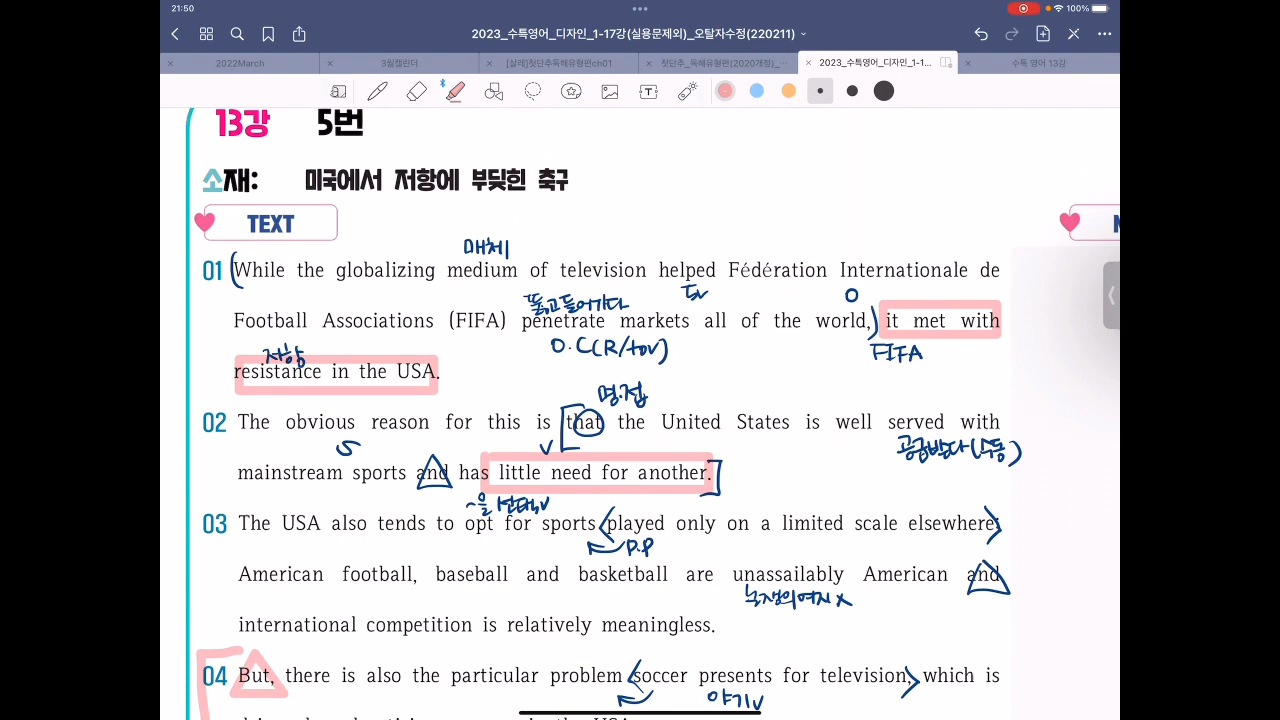 21:50
100%
2023_수특영어_디자인_1-17강(실용문제외)_오탈자수정(220211)
2022March
3월캘린더
[실례]첫단추독해유형편ch01
첫단추_독해유형편(2020개정)_...
2023_수특영어_디자인_1-1...
수특 영어 13강
13강 5번
소재: 미국에서 저항에 부딪힌 축구
TEXT
매체
01 While the globalizing medium of television helped Fédération Internationale de
뚫고 들어가다 5v O
Football Associations (FIFA) penetrate markets all of the world, it met with
저항 O.C(R/tov) FIFA
resistance in the USA.
명.접
02 The obvious reason for this is that the United States is well served with
S v 공급받다(수동)
mainstream sports and has little need for another.
~을 선택,v
03 The USA also tends to opt for sports played only on a limited scale elsewhere:
P.P
American football, baseball and basketball are unassailably American and
논쟁의여지 x
international competition is relatively meaningless.
04 But, there is also the particular problem soccer presents for television, which is
야기v